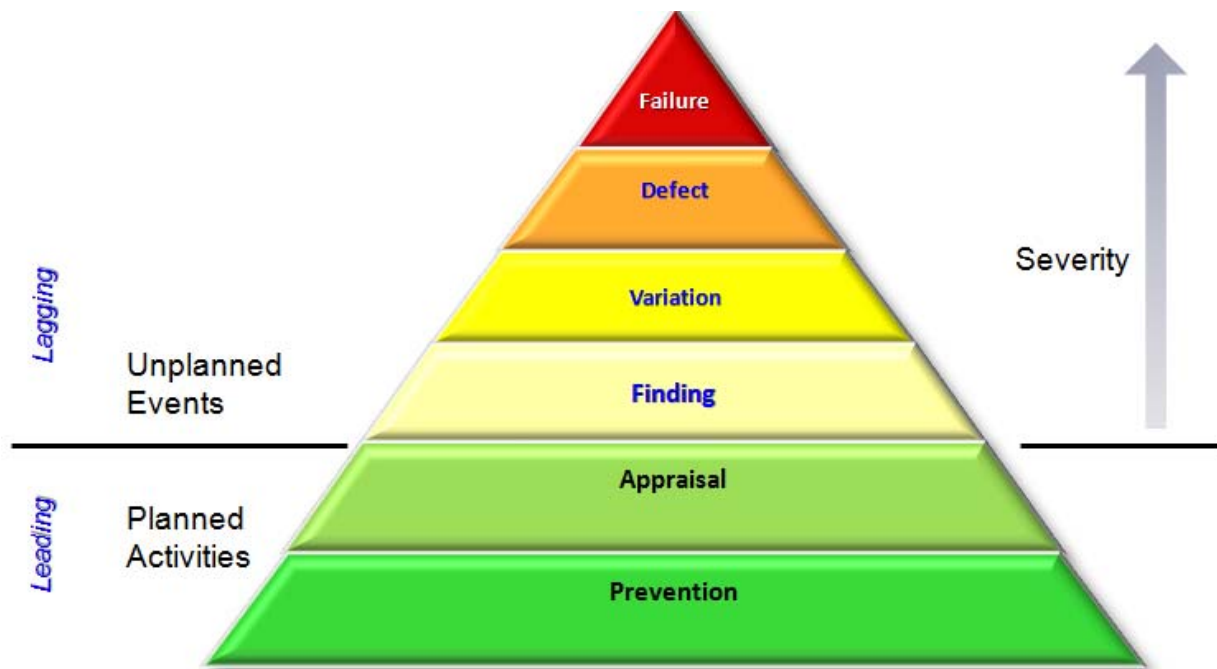 Failure
Defect
Severity
Variation
Lagging
Unplanned
Events
Finding
Appraisal
Leading
Planned
Activities
Prevention